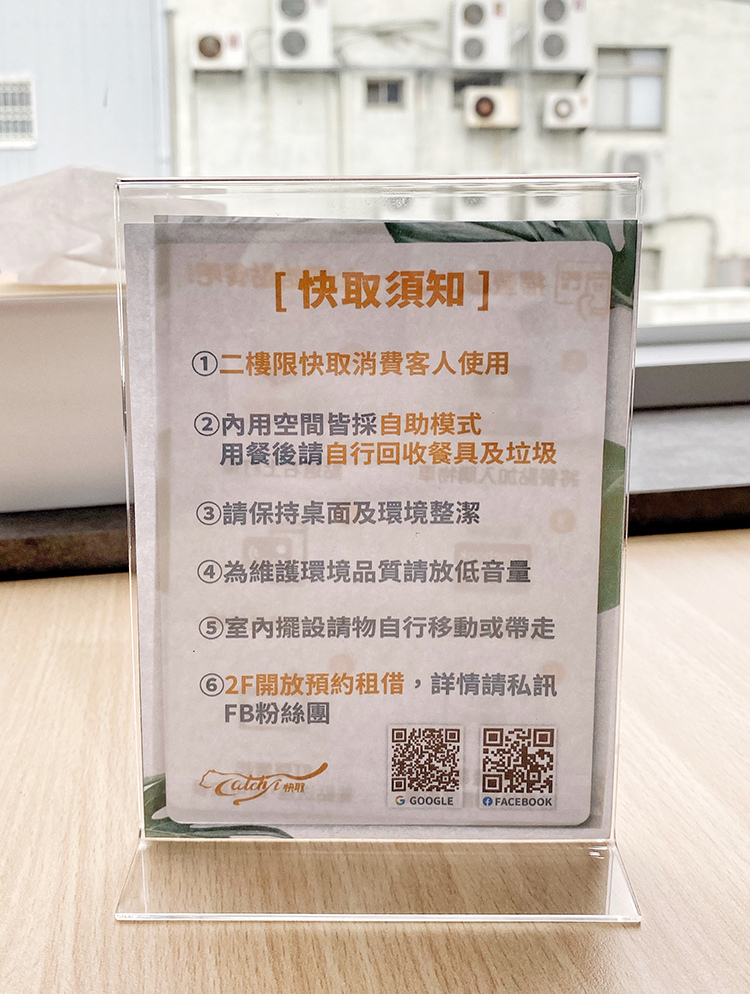 [ 快取須知 ]
①二樓限快取消費客人使用
②內用空間皆採自助模式
用餐後請自行回收餐具及垃圾
③請保持桌面及環境整潔
④為維護環境品質請放低音量
⑤室內擺設請物自行移動或帶走
⑥2F開放預約租借，詳情請私訊
FB粉絲團
Catch i 快取
GOOGLE
FACEBOOK